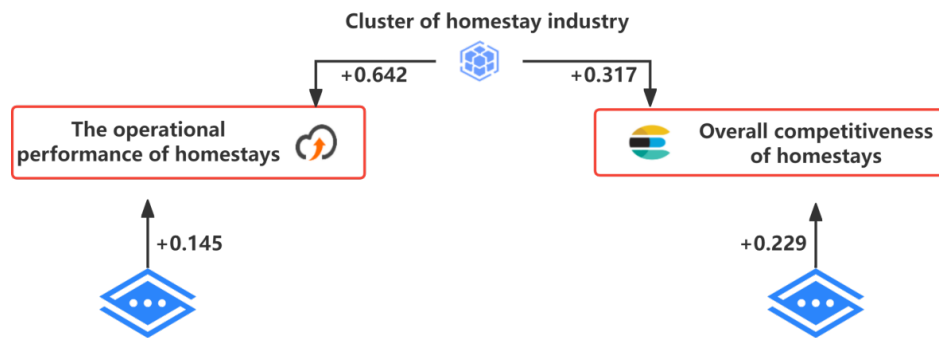 Cluster of homestay industry
+0.642
+0.317
The operational
performance of homestays
Overall competitiveness
of homestays
+0.145
+0.229